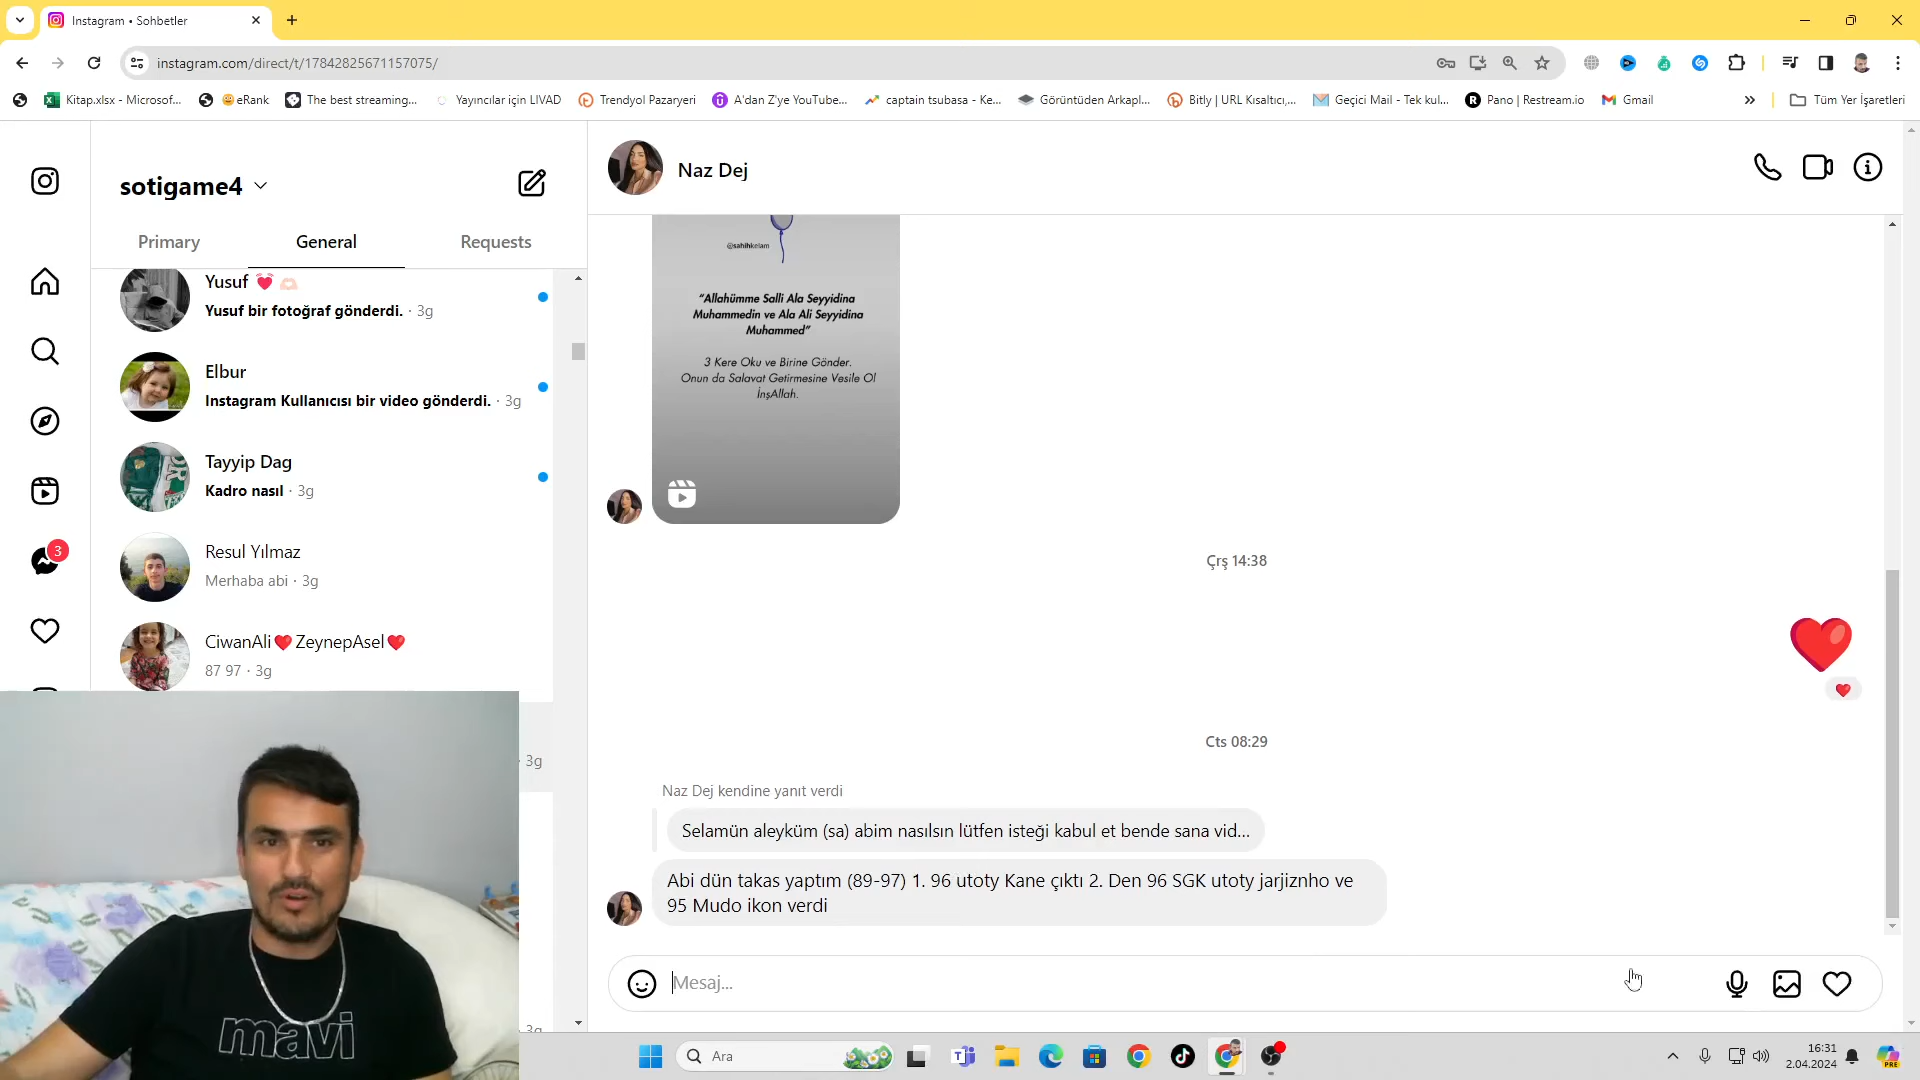 Instagram • Sohbetler
instagram.com/direct/t/17842825671157075/
Kitap.xlsx - Microsof...
eRank
The best streaming...
Yayıncılar için LIVAD
Trendyol Pazaryeri
A'dan Z'ye YouTube...
captain tsubasa - Ke...
Görüntüden Arkapl...
Bitly | URL Kısaltıcı,...
Geçici Mail - Tek kul...
Pano | Restream.io
Gmail
Tüm Yer İşaretleri
sotigame4
Primary
General
Requests
Yusuf
Yusuf bir fotoğraf gönderdi. · 3g
Elbur
Instagram Kullanıcısı bir video gönderdi. · 3g
Tayyip Dag
Kadro nasıl · 3g
Resul Yılmaz
Merhaba abi · 3g
CiwanAli❤️ZeynepAsel❤️
87 97 · 3g
· 3g
3g
3
Naz Dej
@sahihkelam
“Allahümme Salli Ala Seyyidina
Muhammedin ve Ala Ali Seyyidina
Muhammed”
3 Kere Oku ve Birine Gönder.
Onun da Salavat Getirmesine Vesile Ol
İnşAllah.
Çrş 14:38
Cts 08:29
Naz Dej kendine yanıt verdi
Selamün aleyküm (sa) abim nasılsın lütfen isteği kabul et bende sana vid...
Abi dün takas yaptım (89-97) 1. 96 utoty Kane çıktı 2. Den 96 SGK utoty jarjiznho ve
95 Mudo ikon verdi
Mesaj...
mavi
Ara
16:31
2.04.2024
PRE